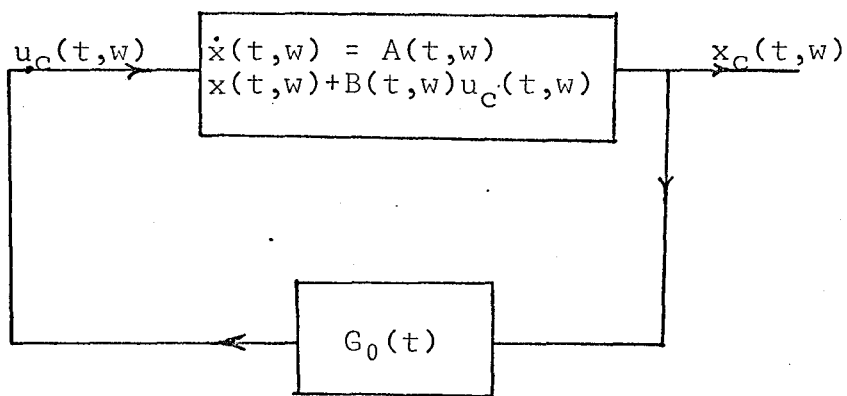 u_c(t,w)
ẋ(t,w) = A(t,w)
x(t,w)+B(t,w)u_c(t,w)
x_c(t,w)
G_0(t)